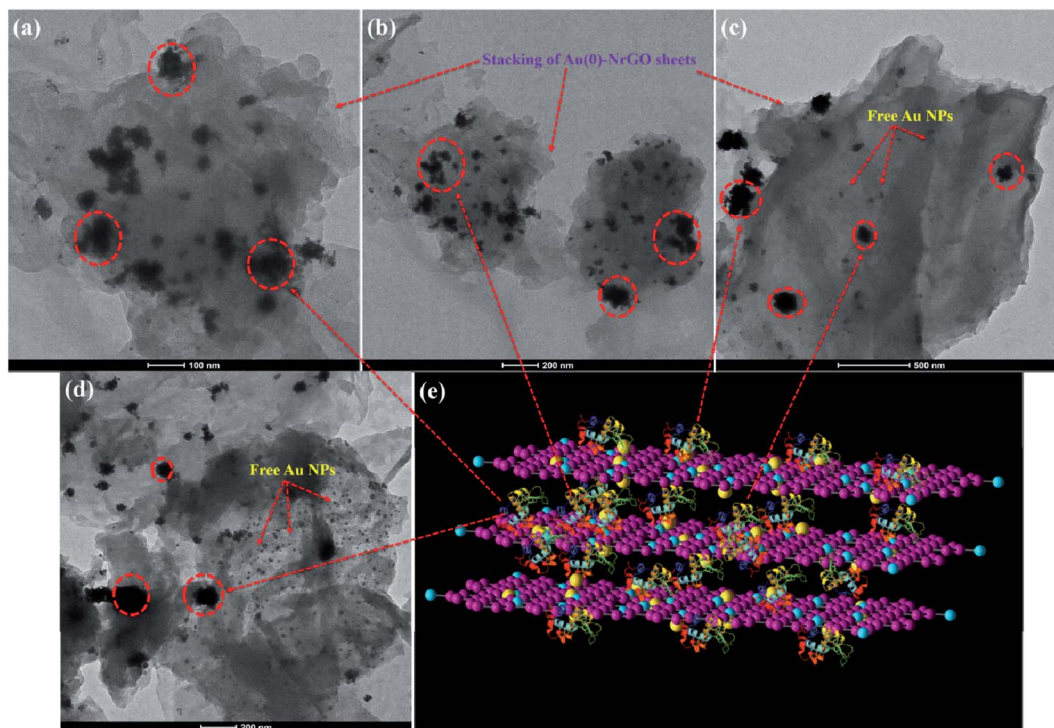 (a)
(b)
(c)
Stacking of Au(0)-NrGO sheets
Free Au NPs
100 nm
200 nm
500 nm
(d)
(e)
Free Au NPs
200 nm